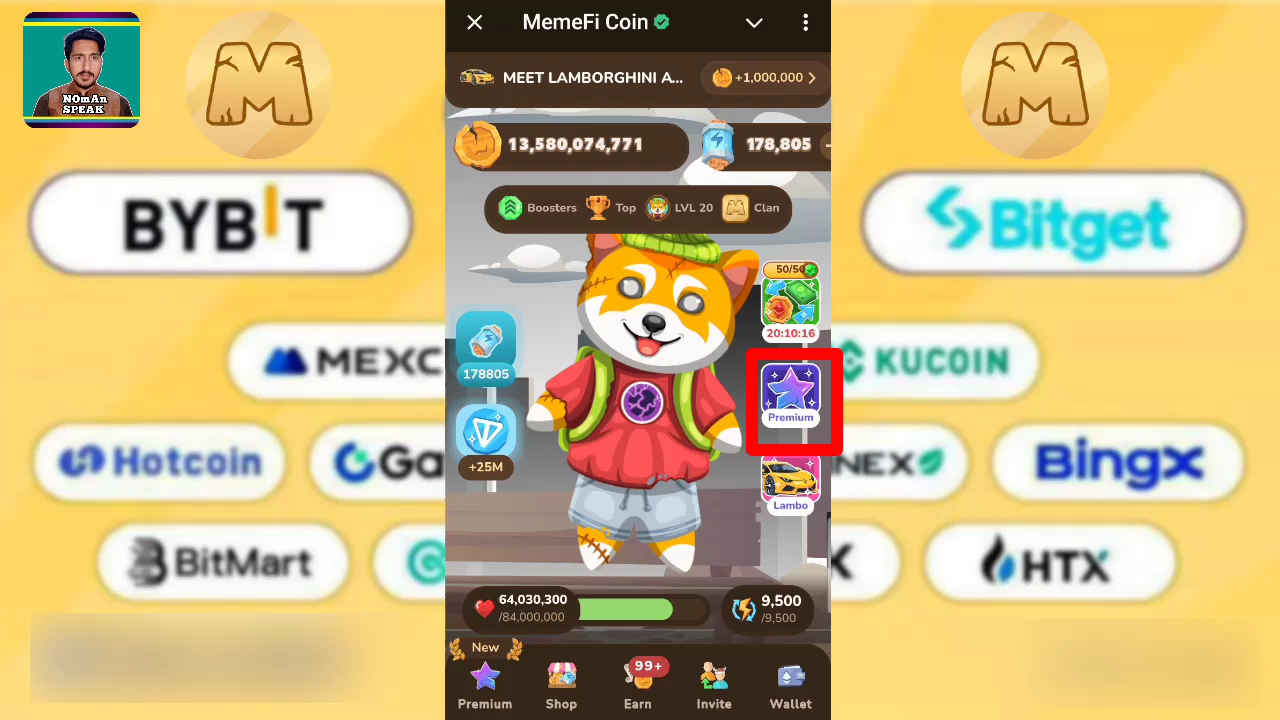 NOmAn
SPEAK
MemeFi Coin
MEET LAMBORGHINI A...
+1,000,000
13,580,074,771
178,805
Boosters
Top
LVL 20
Clan
BYBIT
Bitget
50/50
20:10:16
178805
Premium
+25M
Lambo
MEXC
KUCOIN
Hotcoin
Ga
NEX
BingX
BitMart
X
HTX
64,030,300
/84,000,000
9,500
/9,500
New
99+
Premium
Shop
Earn
Invite
Wallet